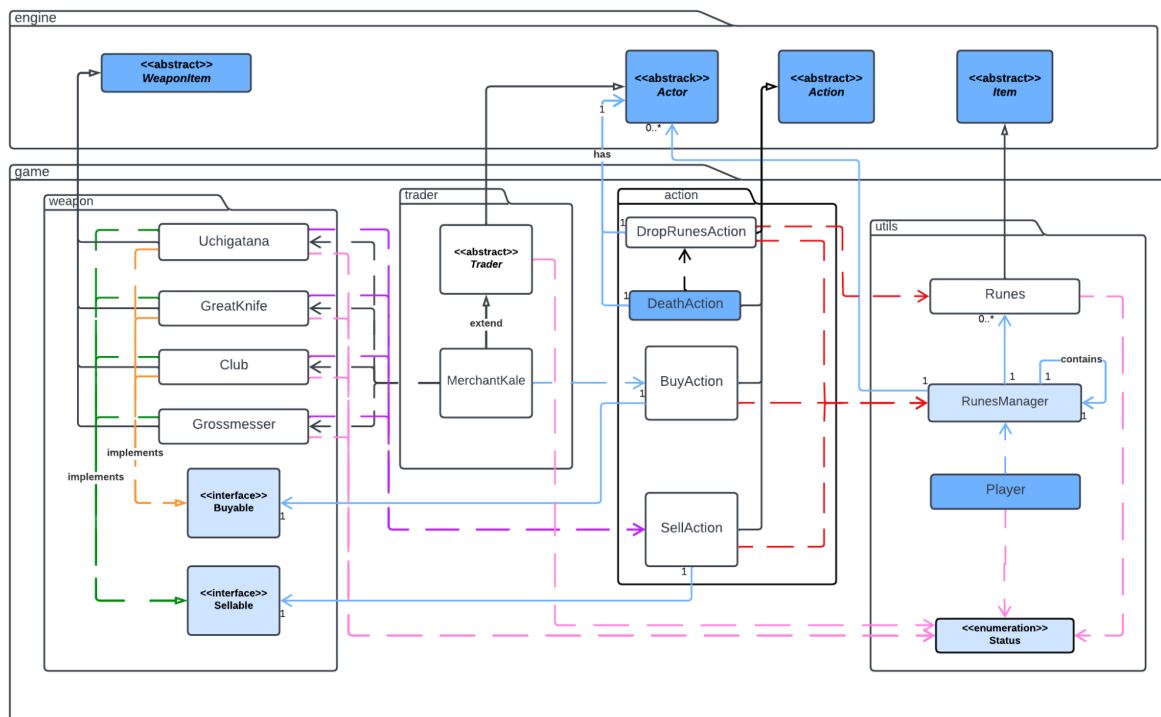 engine
<<abstract>>
WeaponItem
<<abstrack>>
Actor
<<abstract>>
Action
<<abstract>>
Item
1
0..*
has
game
weapon
trader
action
utils
Uchigatana
<<abstract>>
Trader
1
DropRunesAction
GreatKnife
extend
1
DeathAction
Runes
0..*
Club
MerchantKale
BuyAction
1
contains
1
1
1
RunesManager
1
Grossmesser
implements
implements
<<interface>>
Buyable
1
SellAction
Player
1
<<interface>>
Sellable
1
<<enumeration>>
Status